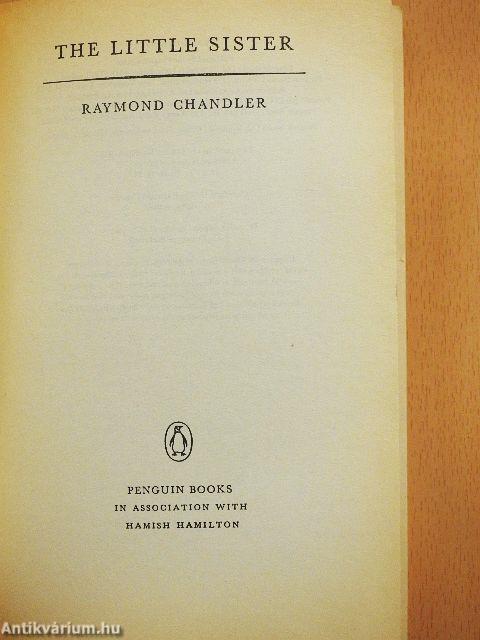 THE LITTLE SISTER
RAYMOND CHANDLER
PENGUIN BOOKS
IN ASSOCIATION WITH
HAMISH HAMILTON
Antikvárium.hu